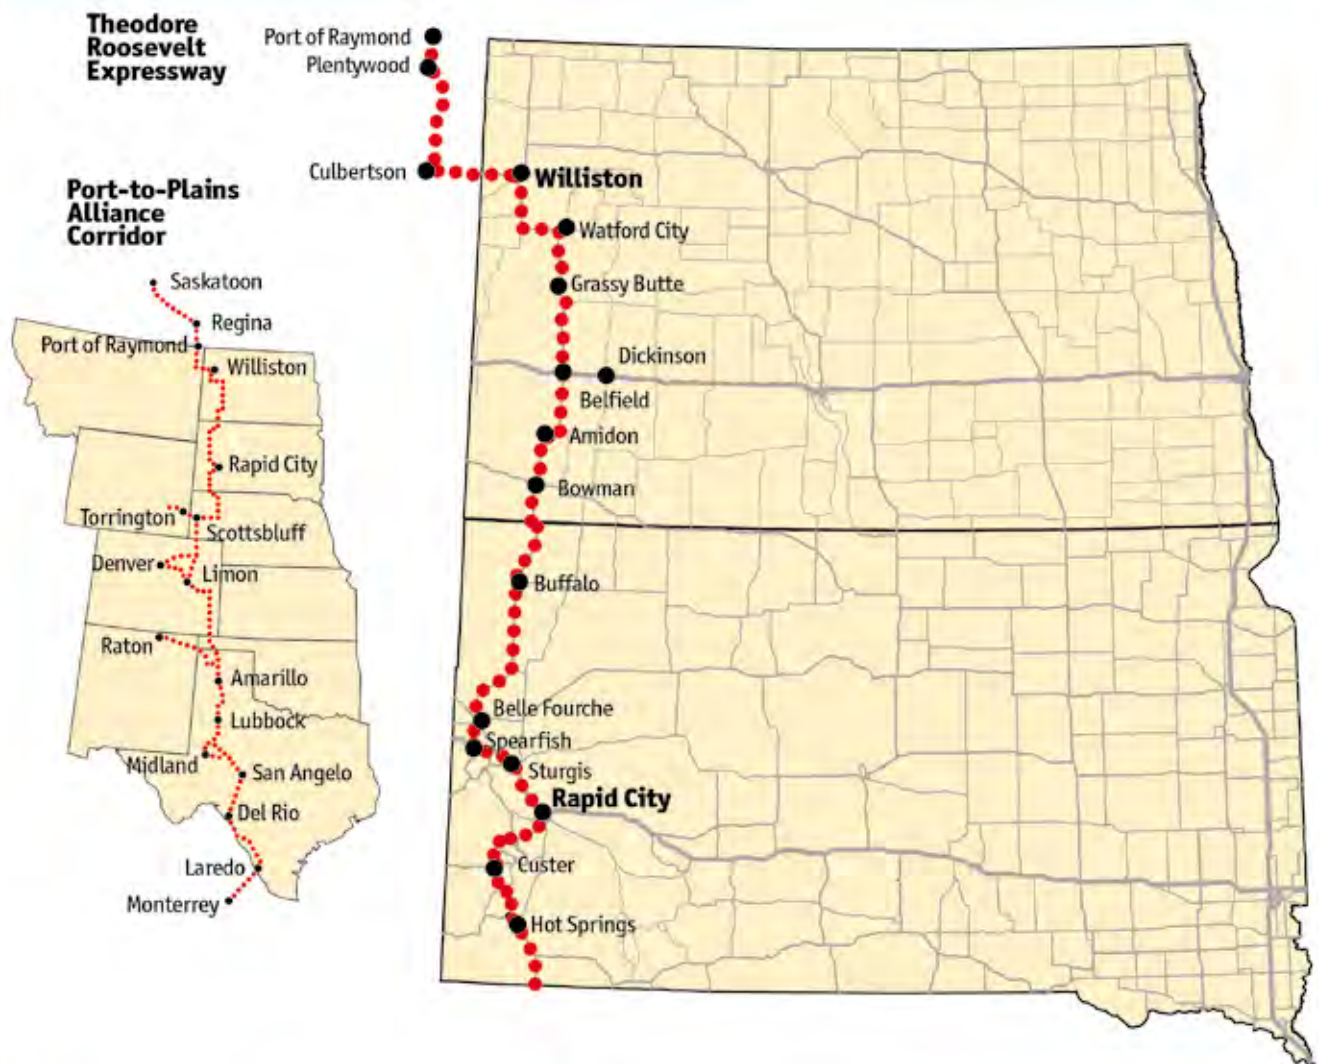 Theodore
Roosevelt
Expressway
Port of Raymond
Plentywood
Culbertson
Williston
Watford City
Grassy Butte
Dickinson
Belfield
Amidon
Bowman
Buffalo
Belle Fourche
Spearfish
Sturgis
Rapid City
Custer
Hot Springs
Port-to-Plains
Alliance
Corridor
Saskatoon
Regina
Port of Raymond
Williston
Rapid City
Torrington
Scottsbluff
Denver
Limon
Raton
Amarillo
Lubbock
Midland
San Angelo
Del Rio
Laredo
Monterrey